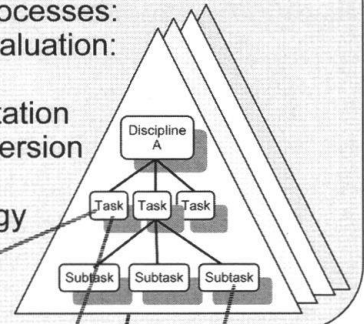 ocesses:
aluation:
tation
ersion
gy
Discipline
A
Task Task Task
Subtask Subtask Subtask